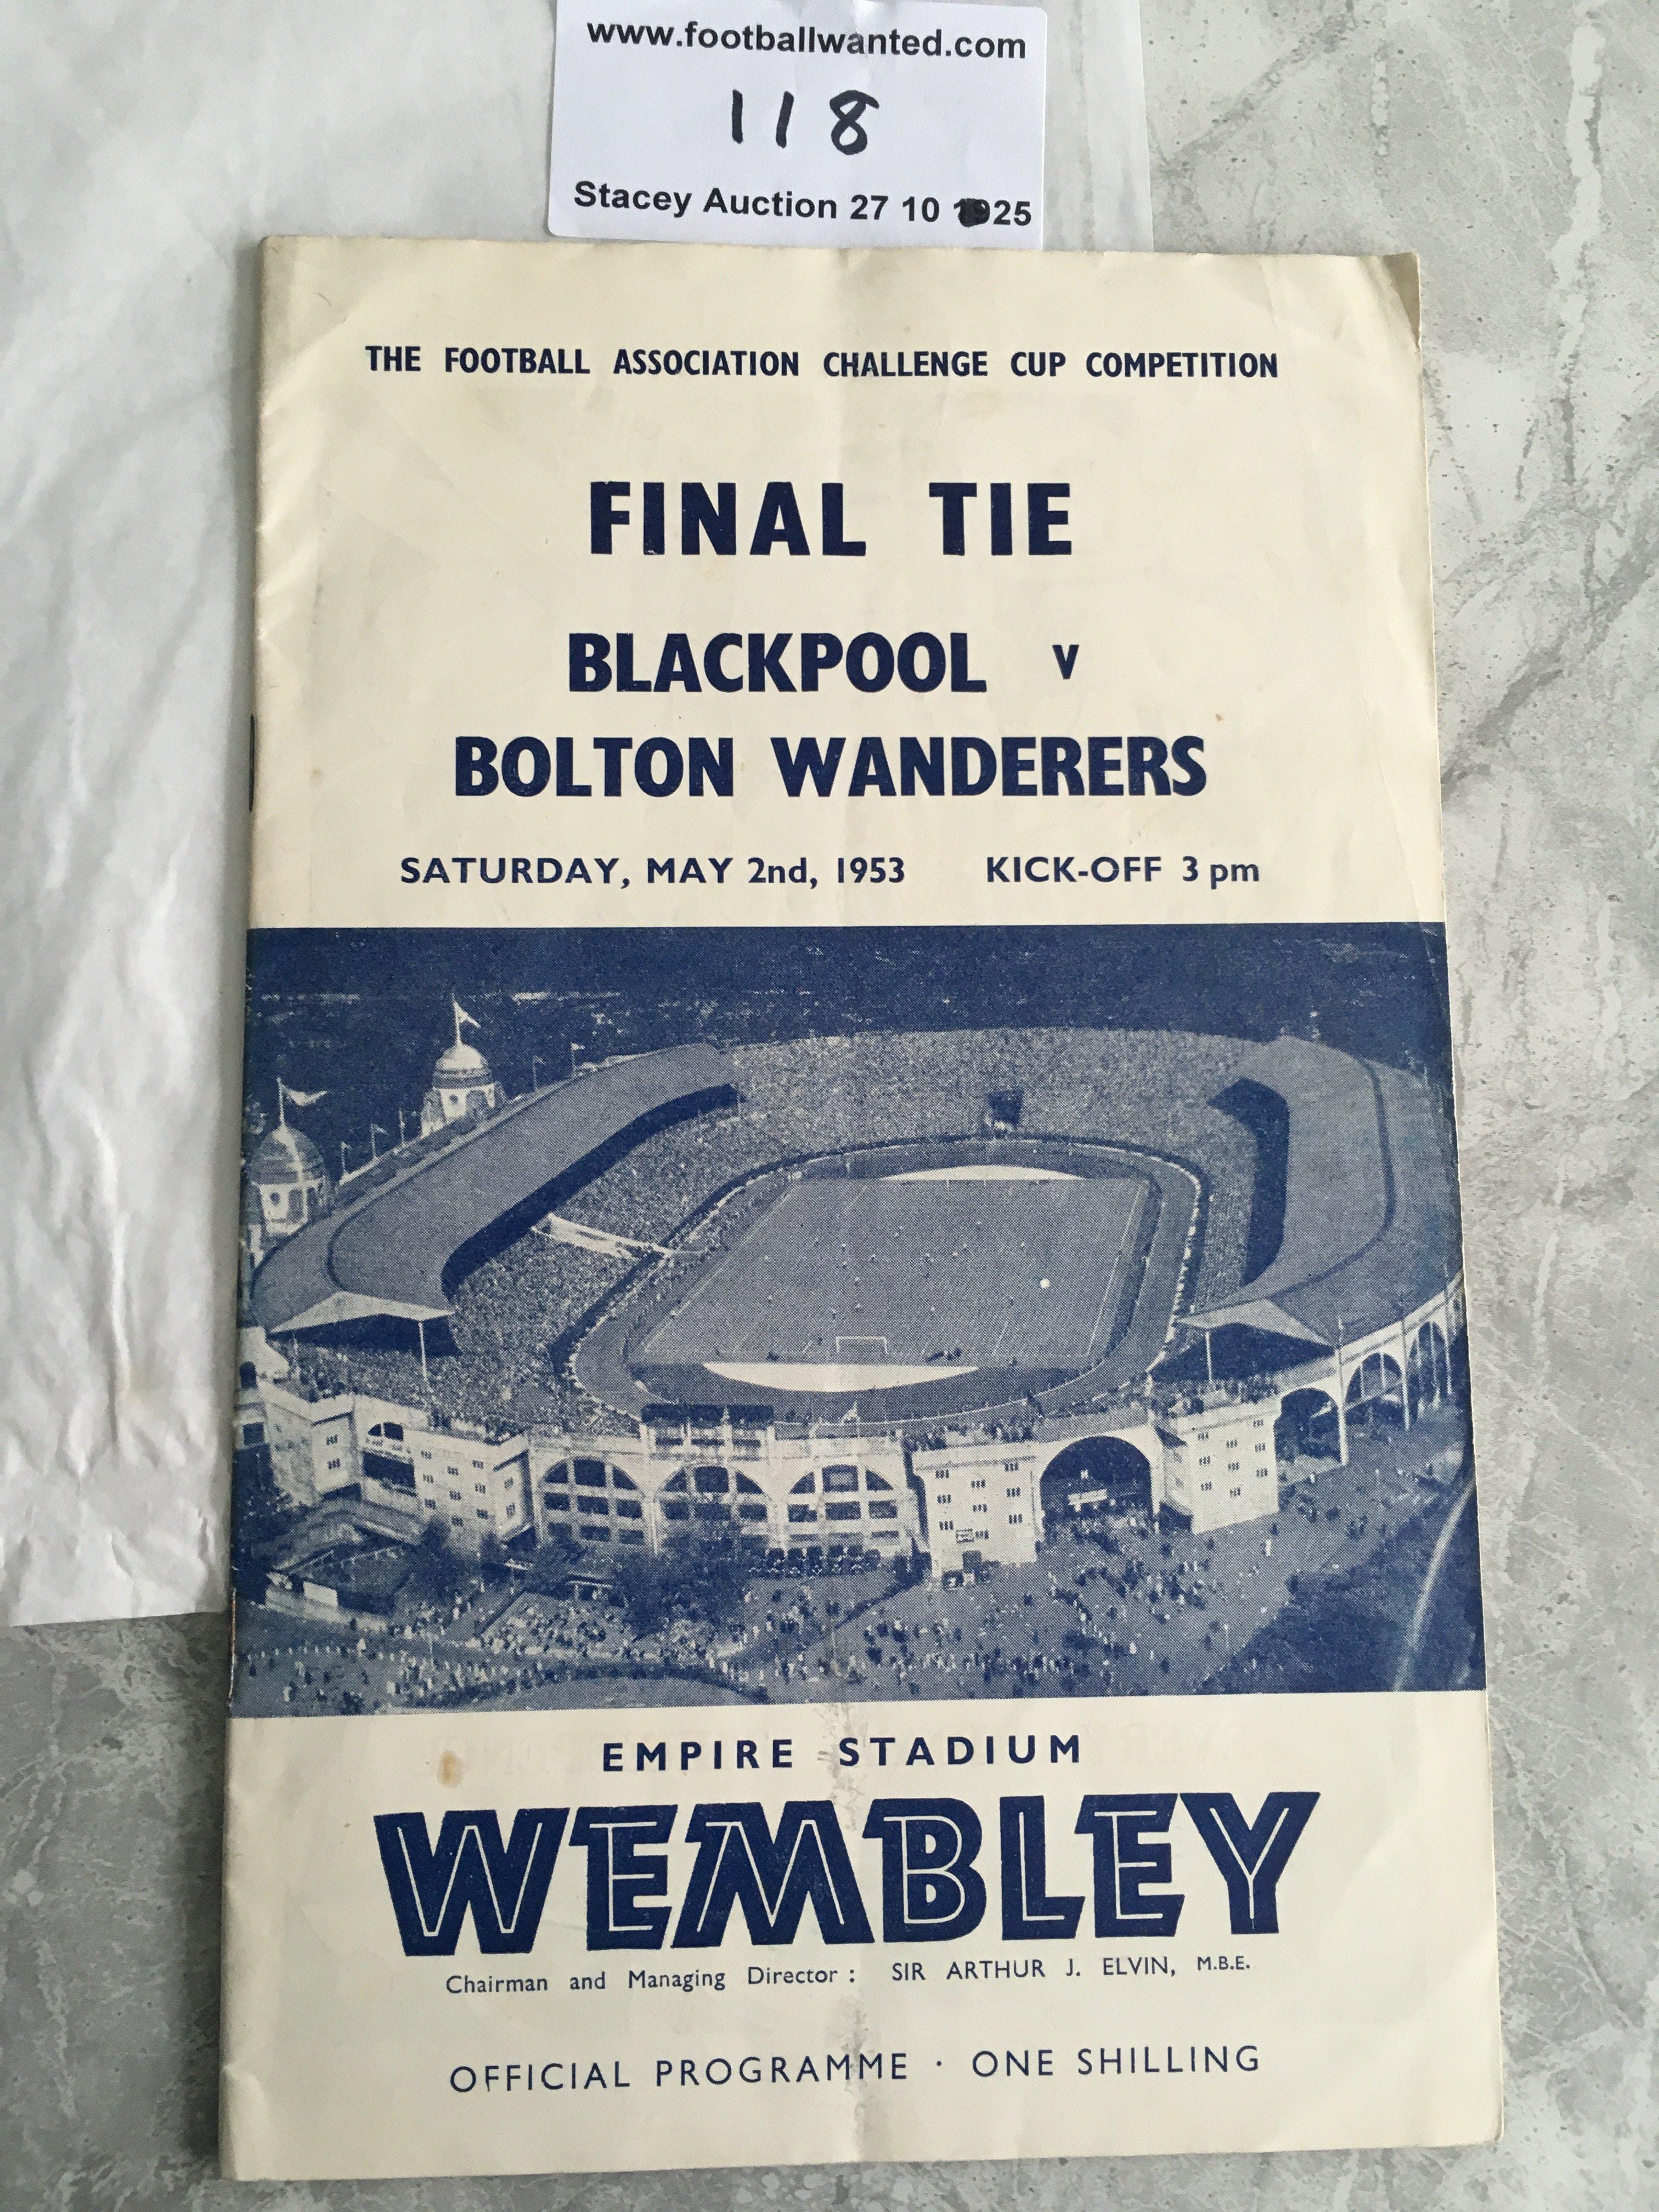 www.footballwanted.com
118
Stacey Auction 27 10 1925
THE FOOTBALL ASSOCIATION CHALLENGE CUP COMPETITION
FINAL TIE
BLACKPOOL v
BOLTON WANDERERS
SATURDAY, MAY 2nd, 1953 KICK-OFF 3 pm
EMPIRE STADIUM
WEMBLEY
Chairman and Managing Director : SIR ARTHUR J. ELVIN, M.B.E.
OFFICIAL PROGRAMME · ONE SHILLING